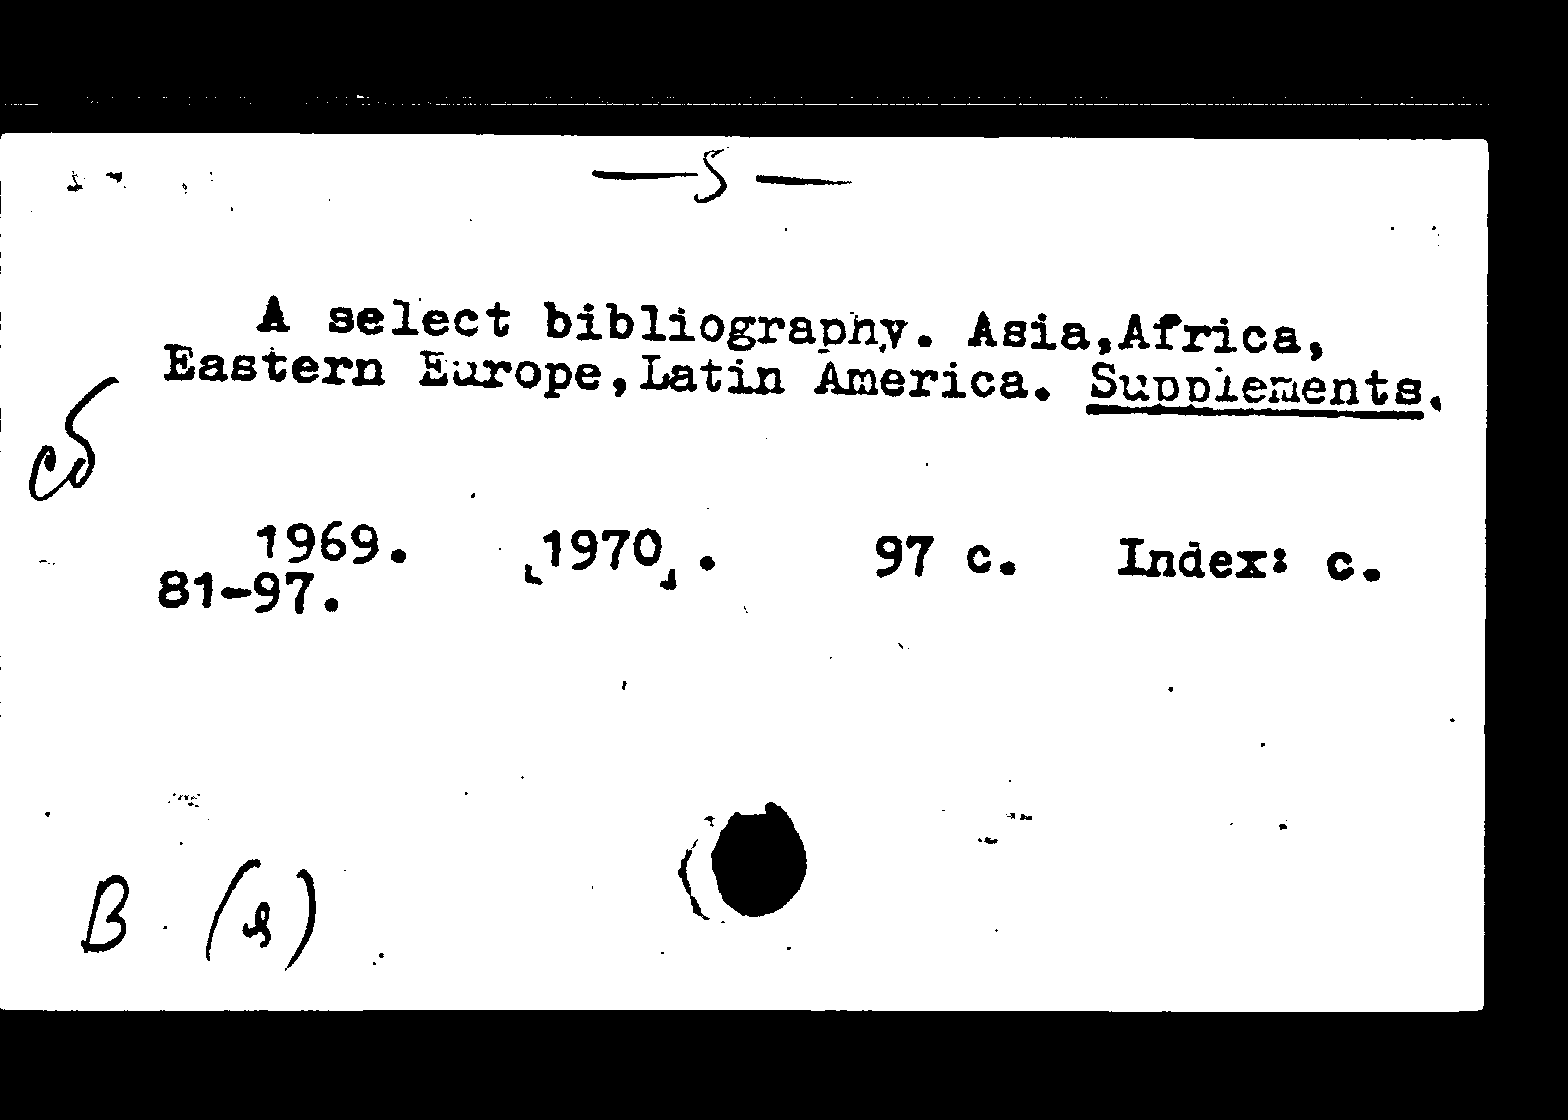 —5—
A select bibliography. Asia,Africa,
Eastern Europe,Latin America. Supplements.
сб
1969. [1970]. 97 c. Index: c.
81-97.
В (я)